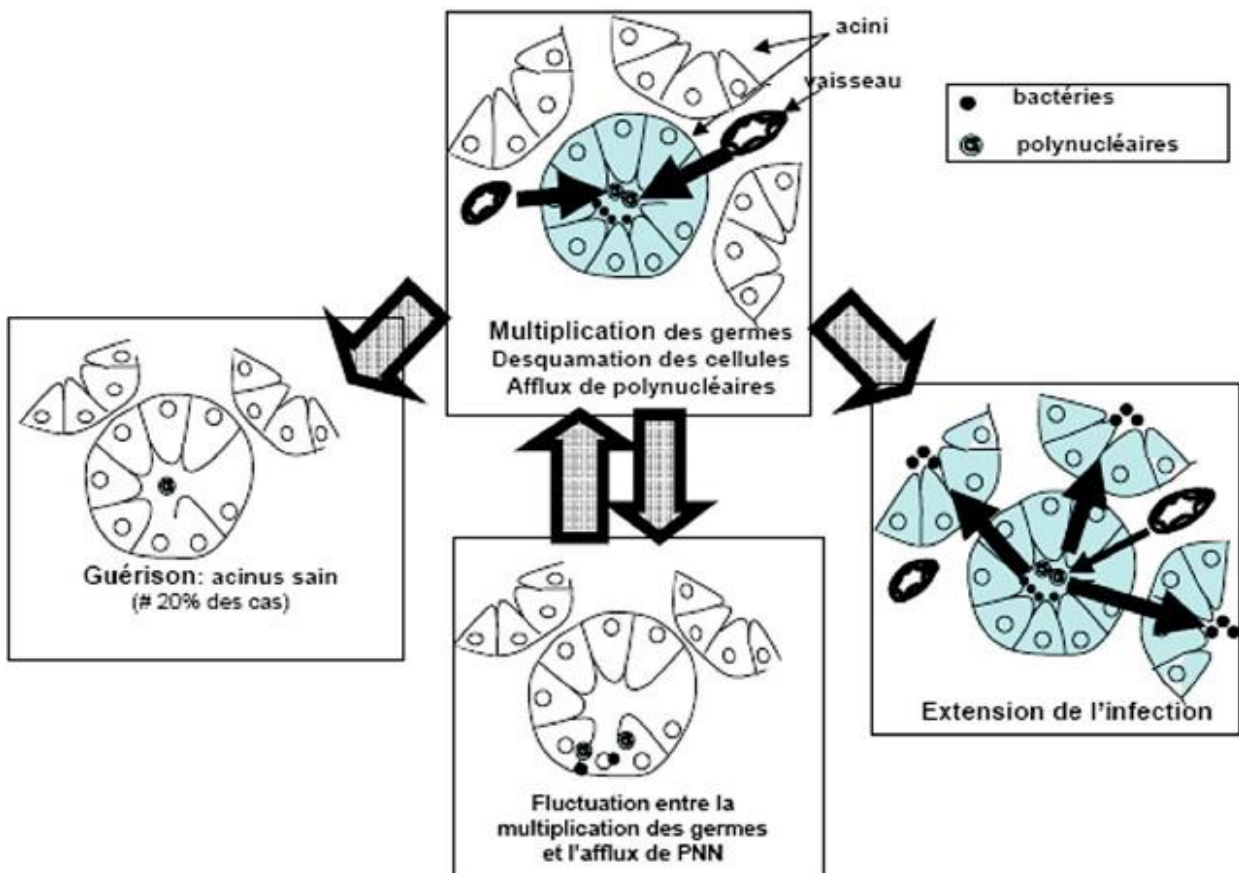 acini
vaisseau
bactéries
polynucléaires
Multiplication des germes
Desquamation des cellules
Afflux de polynucléaires
Guérison: acinus sain
(# 20% des cas)
Fluctuation entre la
multiplication des germes
et l'afflux de PNN
Extension de l'infection